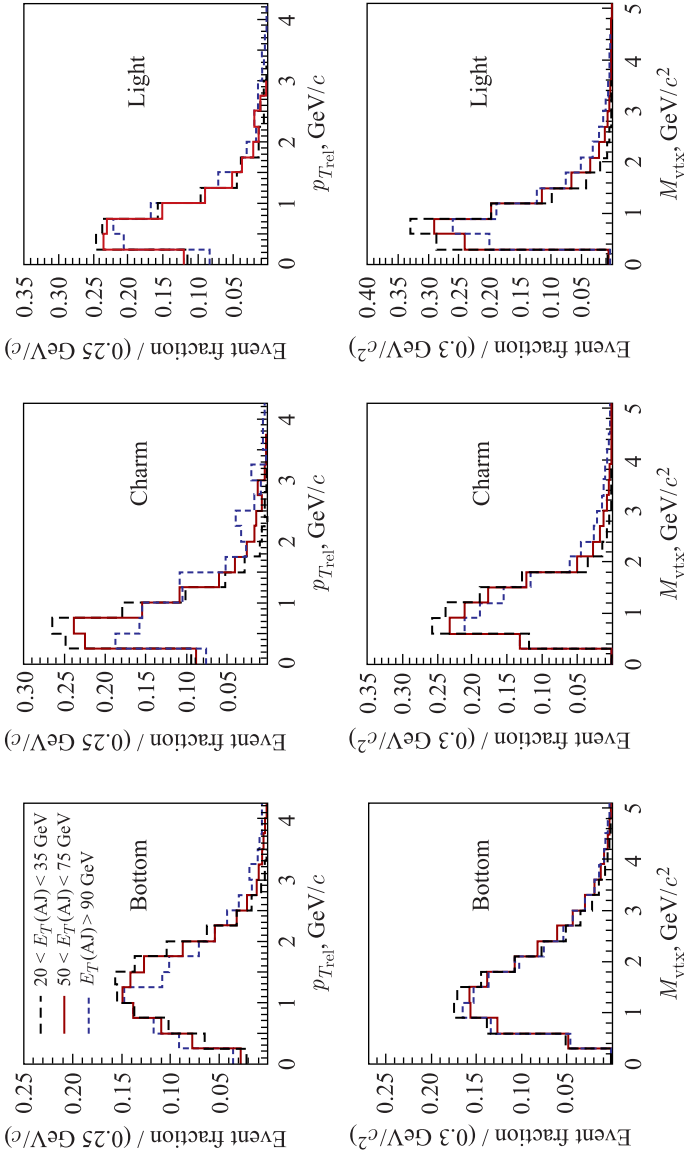 Event fraction / (0.25 GeV/c)
0.25
0.20
0.15
0.10
0.05
20 < E_T(AJ) < 35 GeV
50 < E_T(AJ) < 75 GeV
E_T(AJ) > 90 GeV
Bottom
0 1 2 3 4
p_{T_rel}, GeV/c
Event fraction / (0.25 GeV/c)
0.30
0.25
0.20
0.15
0.10
0.05
Charm
0 1 2 3 4
p_{T_rel}, GeV/c
Event fraction / (0.25 GeV/c)
0.35
0.30
0.25
0.20
0.15
0.10
0.05
Light
0 1 2 3 4
p_{T_rel}, GeV/c
Event fraction / (0.3 GeV/c²)
0.25
0.20
0.15
0.10
0.05
Bottom
0 1 2 3 4 5
M_vtx, GeV/c²
Event fraction / (0.3 GeV/c²)
0.35
0.30
0.25
0.20
0.15
0.10
0.05
Charm
0 1 2 3 4 5
M_vtx, GeV/c²
Event fraction / (0.3 GeV/c²)
0.40
0.35
0.30
0.25
0.20
0.15
0.10
0.05
Light
0 1 2 3 4 5
M_vtx, GeV/c²